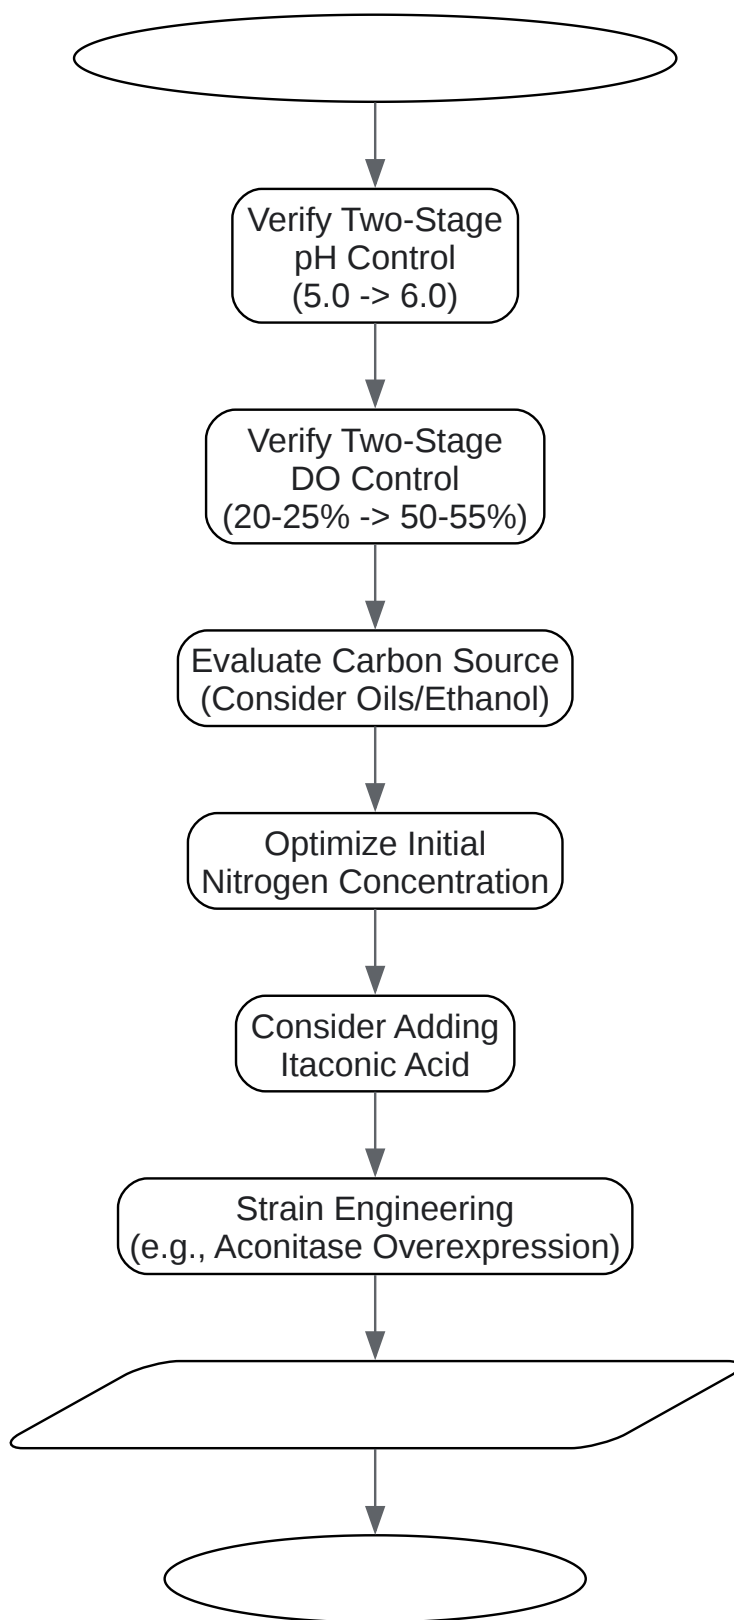 Verify Two-Stage
pH Control
(5.0 -> 6.0)
Verify Two-Stage
DO Control
(20-25% -> 50-55%)
Evaluate Carbon Source
(Consider Oils/Ethanol)
Optimize Initial
Nitrogen Concentration
Consider Adding
Itaconic Acid
Strain Engineering
(e.g., Aconitase Overexpression)